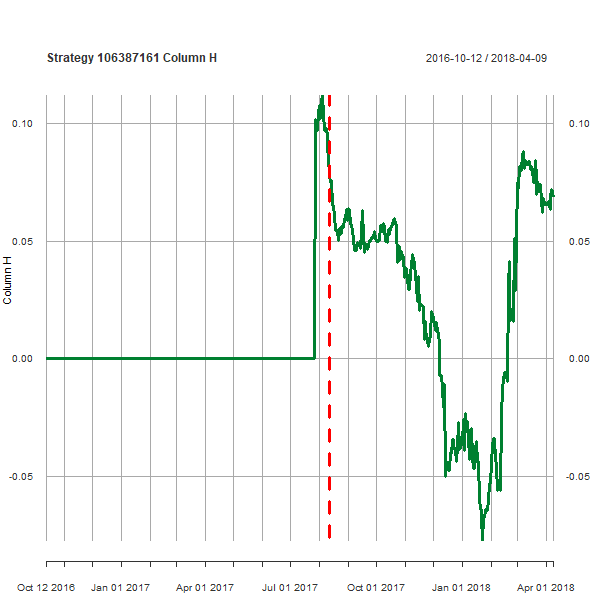 Strategy 106387161 Column H
2016-10-12 / 2018-04-09
0.10
0.10
0.05
0.05
Column H
0.00
0.00
-0.05
-0.05
Oct 12 2016
Jan 01 2017
Apr 01 2017
Jul 01 2017
Oct 01 2017
Jan 01 2018
Apr 01 2018